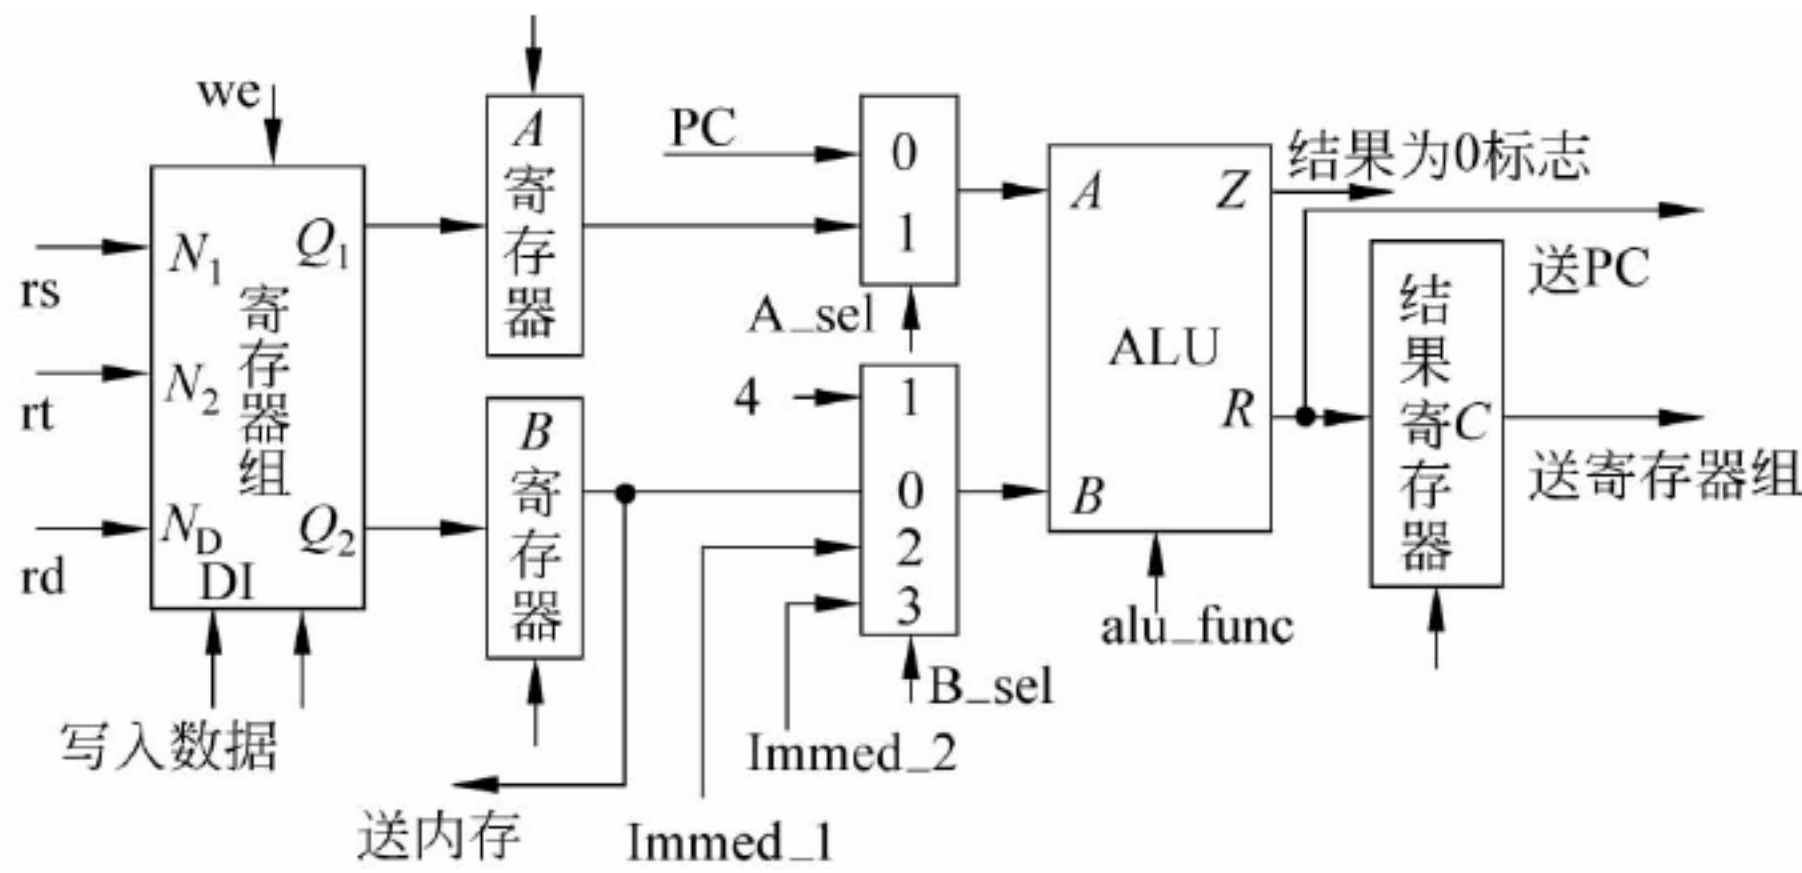 we
rs
rt
rd
N1
N2
ND
DI
Q1
Q2
寄存器组
写入数据
A寄存器
B寄存器
送内存
PC
0
1
A_sel
4
1
0
2
3
B_sel
Immed_2
Immed_1
A
B
Z
ALU
R
alu_func
结果为0标志
送PC
结果寄存器
C
送寄存器组